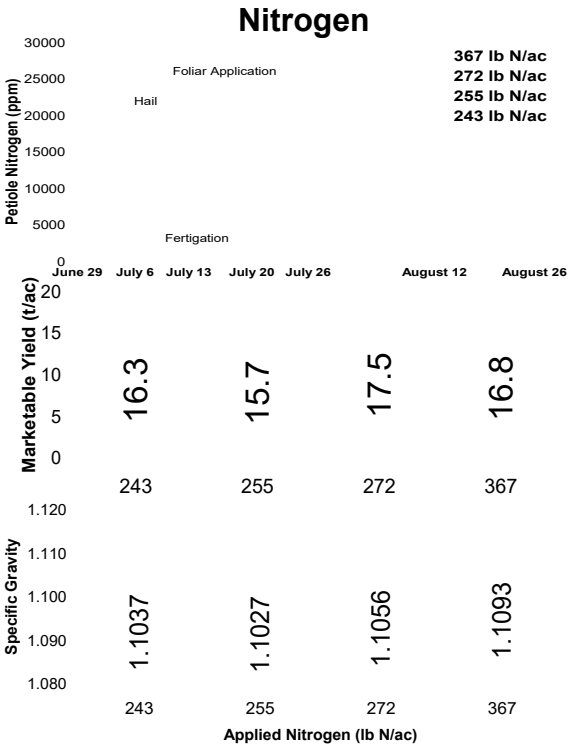 Nitrogen
Petiole Nitrogen (ppm)
30000
25000
20000
15000
10000
5000
0
Foliar Application
Hail
Fertigation
367 lb N/ac
272 lb N/ac
255 lb N/ac
243 lb N/ac
June 29 July 6 July 13 July 20 July 26 August 12 August 26
Marketable Yield (t/ac)
20
15
10
5
0
16.3 15.7 17.5 16.8
243 255 272 367
Specific Gravity
1.120
1.110
1.100
1.090
1.080
1.1037 1.1027 1.1056 1.1093
243 255 272 367
Applied Nitrogen (lb N/ac)